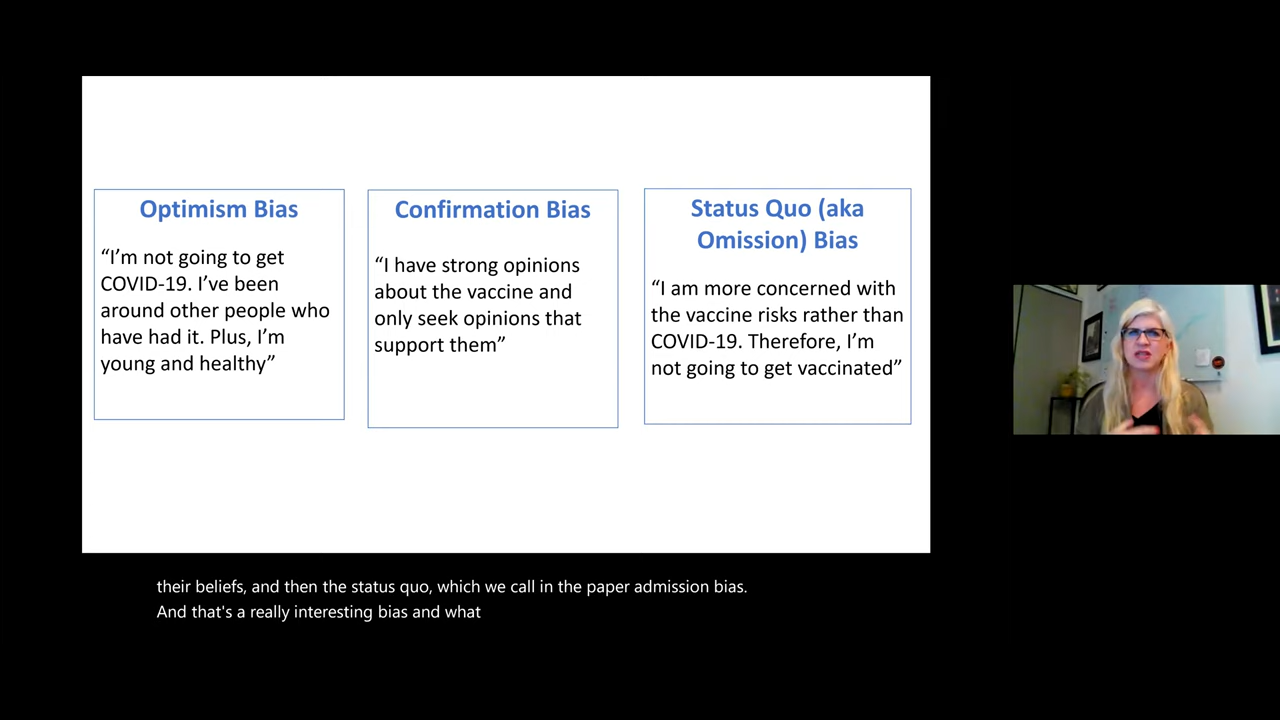 Optimism Bias
“I’m not going to get
COVID-19. I’ve been
around other people who
have had it. Plus, I’m
young and healthy”
Confirmation Bias
“I have strong opinions
about the vaccine and
only seek opinions that
support them”
Status Quo (aka
Omission) Bias
“I am more concerned with
the vaccine risks rather than
COVID-19. Therefore, I’m
not going to get vaccinated”
their beliefs, and then the status quo, which we call in the paper admission bias.
And that's a really interesting bias and what